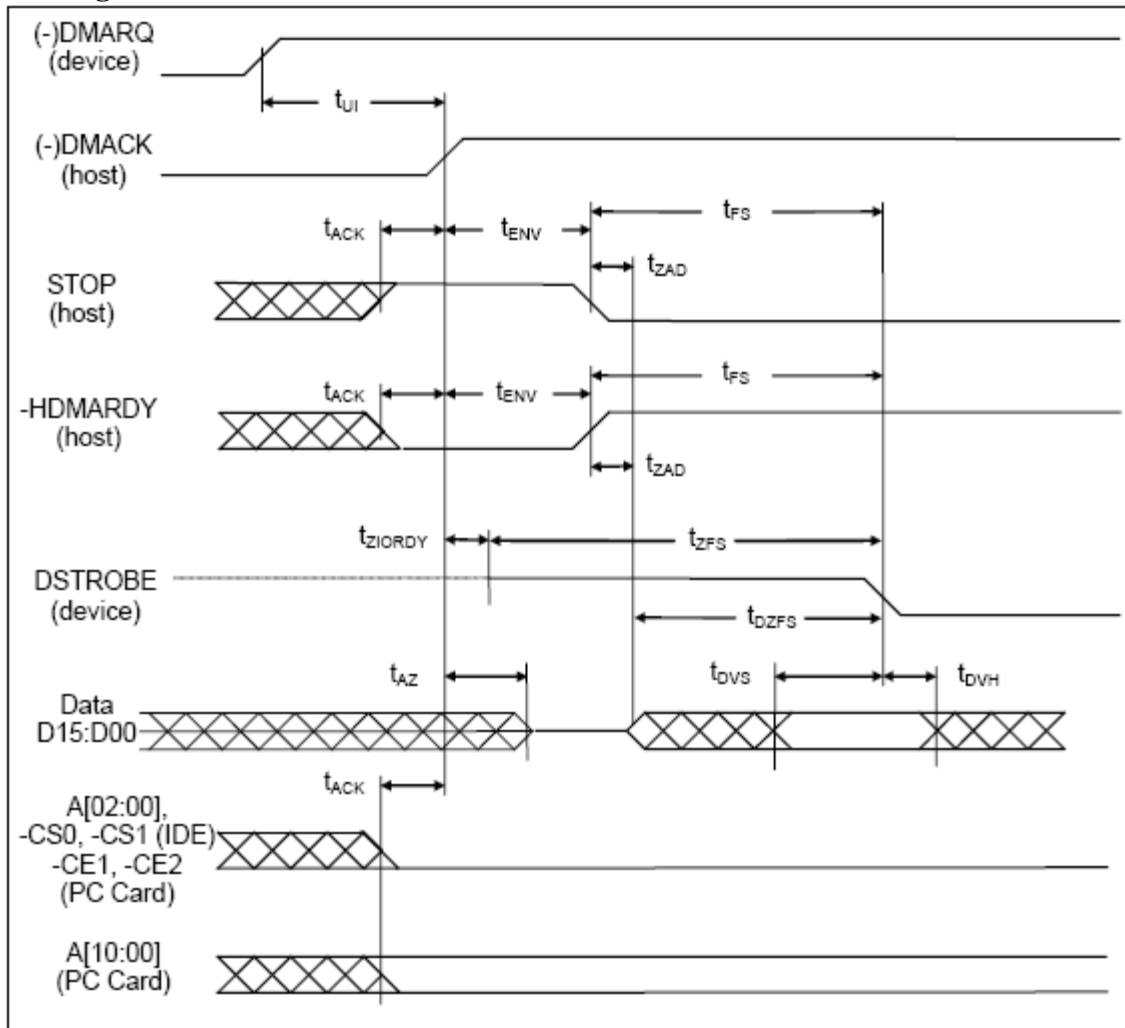 (-)DMARQ
(device)
tUI
(-)DMACK
(host)
tACK
tENV
tFS
tZAD
STOP
(host)
tACK
tENV
tFS
-HDMARDY
(host)
tZAD
tZIORDY
tZFS
DSTROBE
(device)
tDZFS
tAZ
tDVS
tDVH
Data
D15:D00
tACK
A[02:00],
-CS0, -CS1 (IDE)
-CE1, -CE2
(PC Card)
A[10:00]
(PC Card)